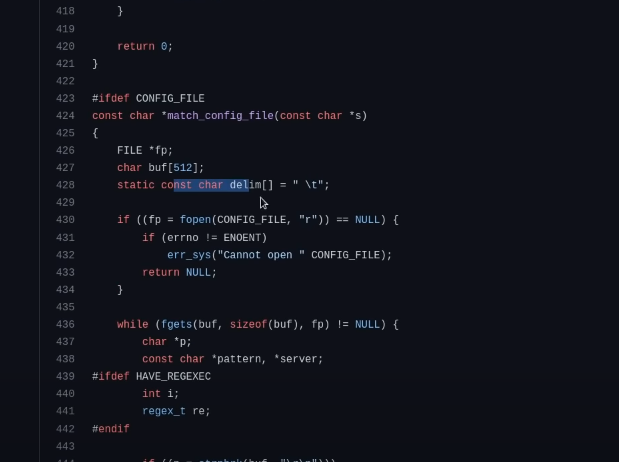 418     }
419
420     return 0;
421 }
422
423 #ifdef CONFIG_FILE
424 const char *match_config_file(const char *s)
425 {
426     FILE *fp;
427     char buf[512];
428     static const char delim[] = " \t";
429
430     if ((fp = fopen(CONFIG_FILE, "r")) == NULL) {
431         if (errno != ENOENT)
432             err_sys("Cannot open " CONFIG_FILE);
433         return NULL;
434     }
435
436     while (fgets(buf, sizeof(buf), fp) != NULL) {
437         char *p;
438         const char *pattern, *server;
439 #ifdef HAVE_REGEXEC
440         int i;
441         regex_t re;
442 #endif
443